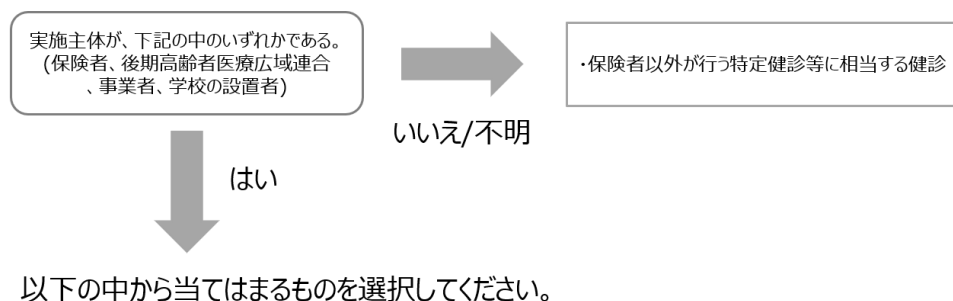 実施主体が、下記の中のいずれかである。
(保険者、後期高齢者医療広域連合
、事業者、学校の設置者)
・保険者以外が行う特定健診等に相当する健診
いいえ/不明
はい
以下の中から当てはまるものを選択してください。